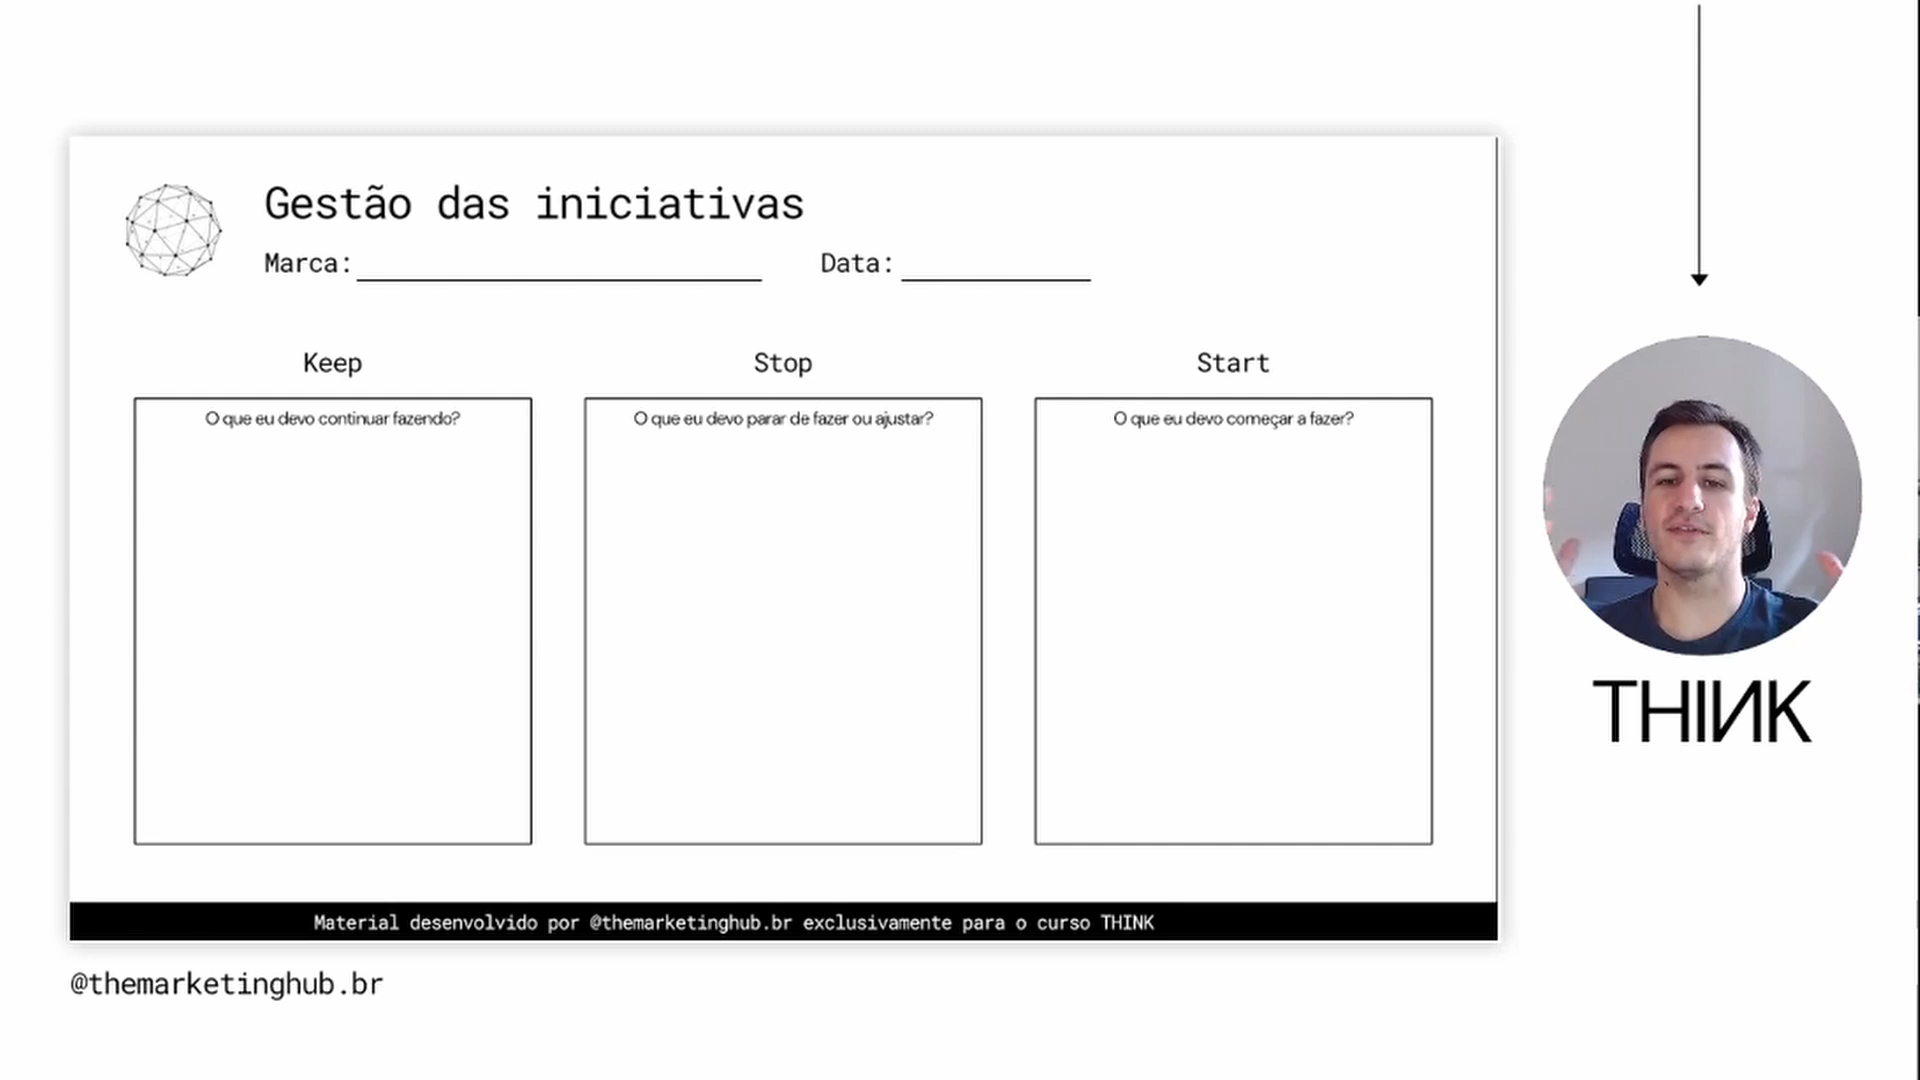 Gestão das iniciativas
Marca: Data:
Keep Stop Start
O que eu devo continuar fazendo? O que eu devo parar de fazer ou ajustar? O que eu devo começar a fazer?
THINK
Material desenvolvido por @themarketinghub.br exclusivamente para o curso THINK
@themarketinghub.br